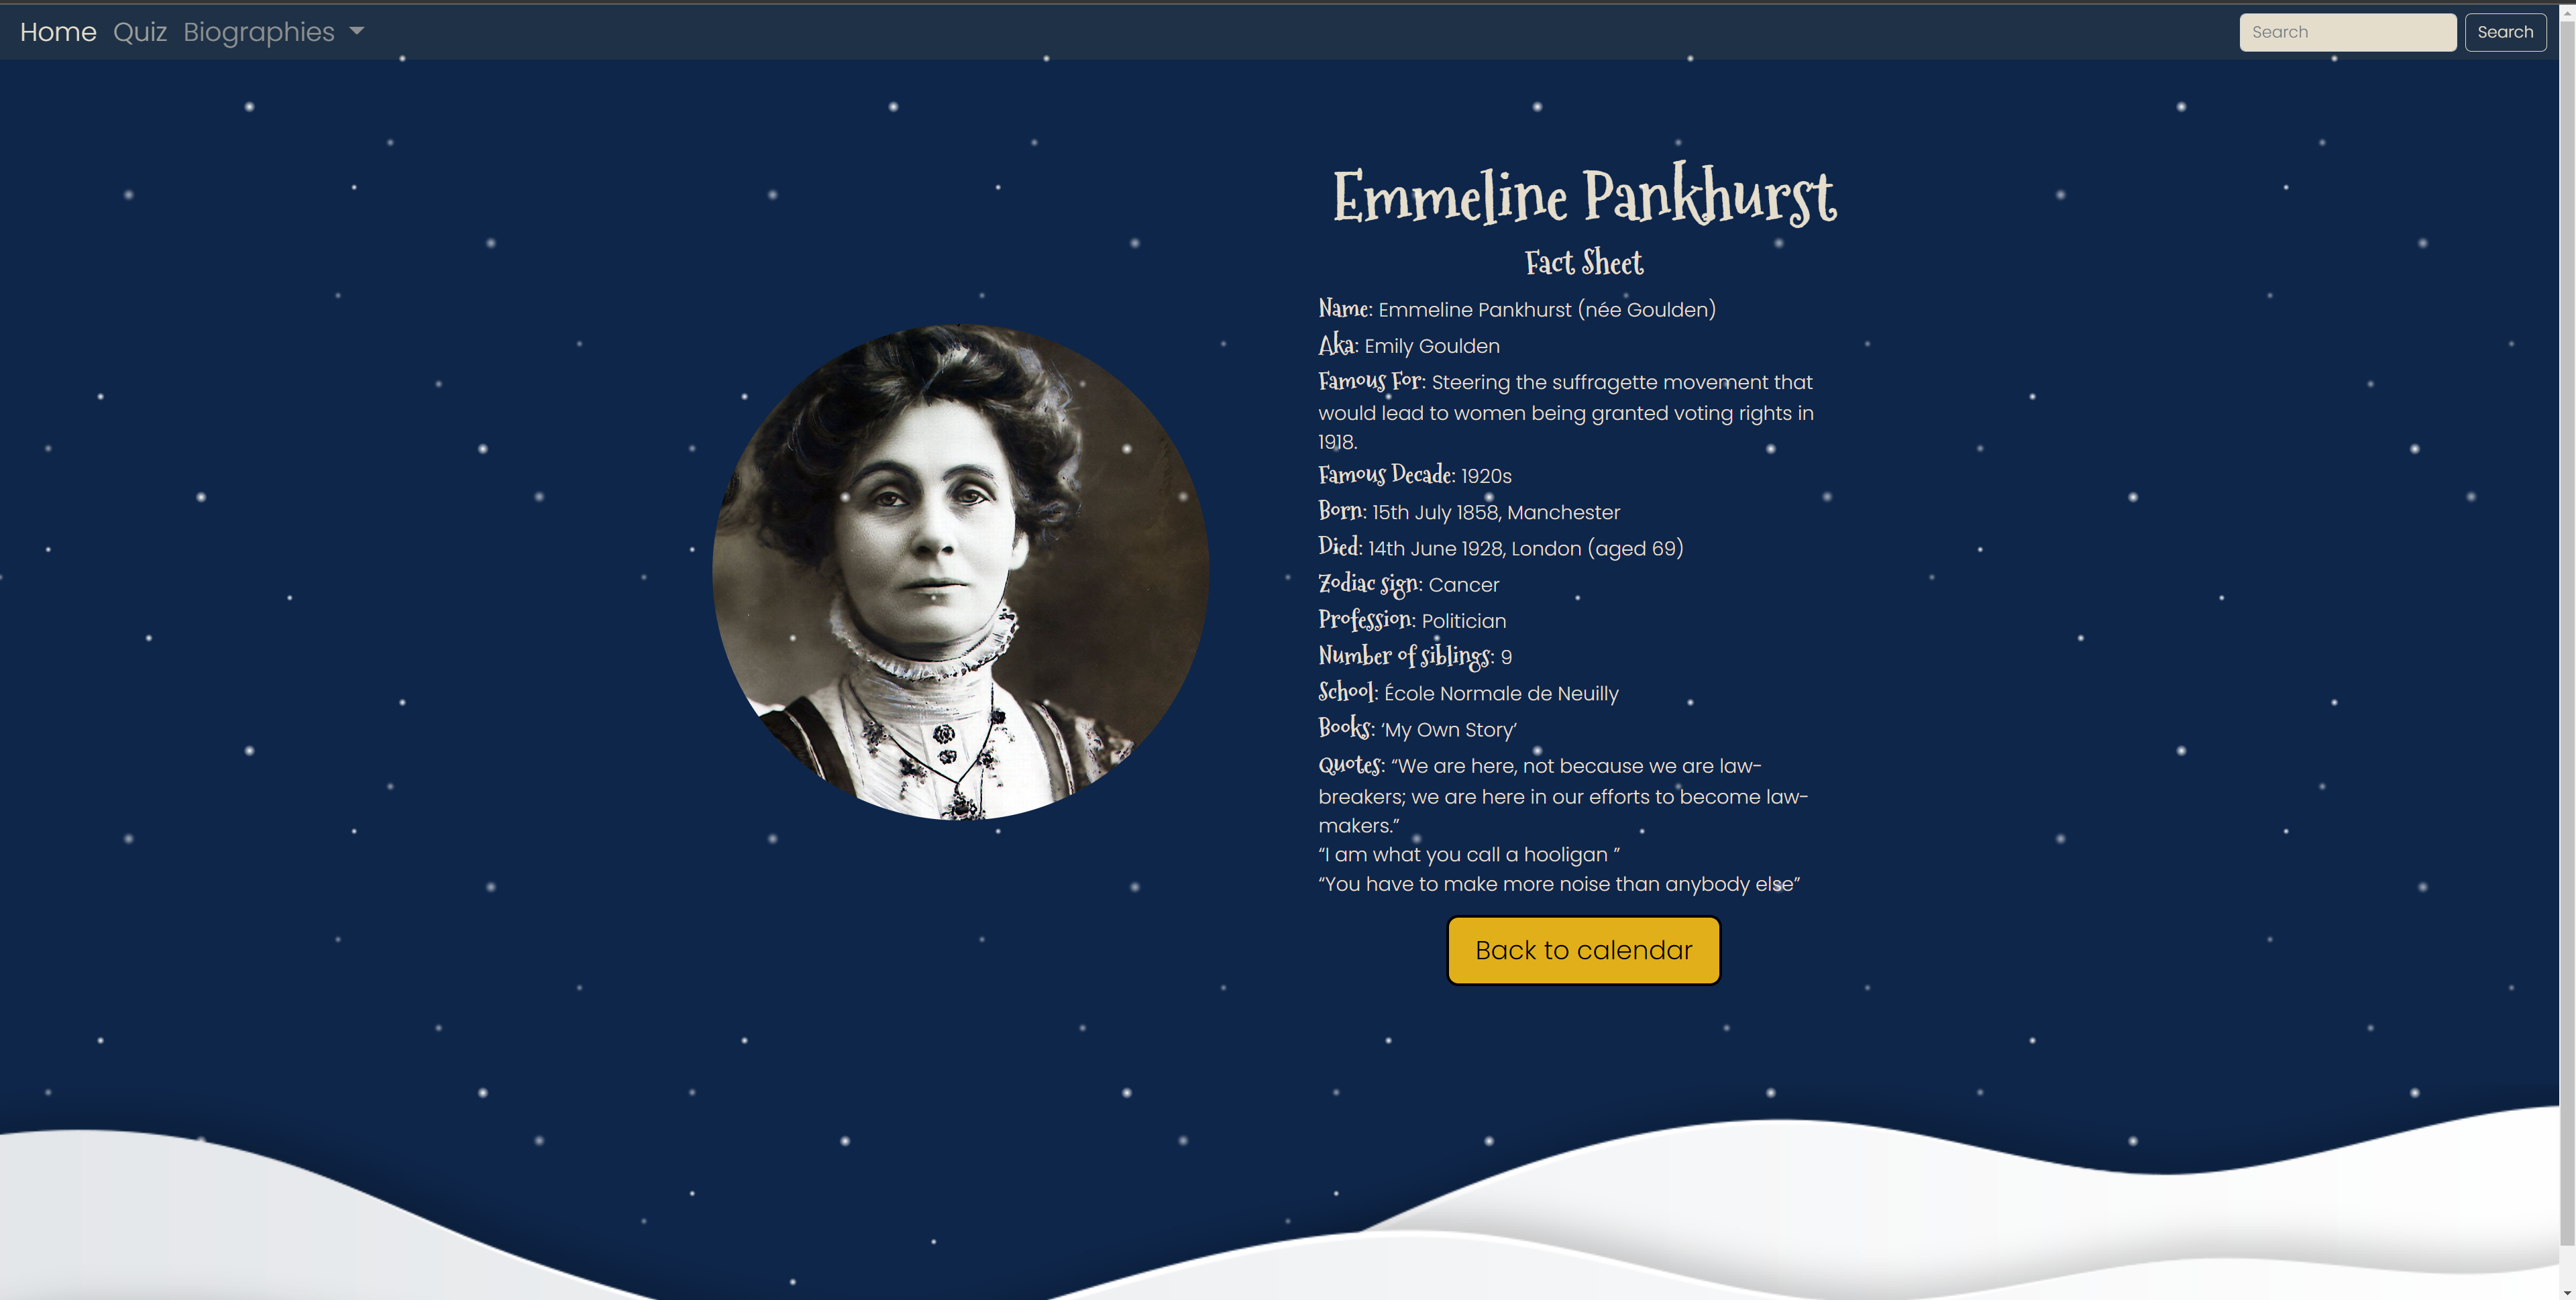 Home Quiz Biographies Search Search
Emmeline Pankhurst
Fact Sheet
Name: Emmeline Pankhurst (née Goulden)
Aka: Emily Goulden
Famous For: Steering the suffragette movement that
would lead to women being granted voting rights in
1918.
Famous Decade: 1920s
Born: 15th July 1858, Manchester
Died: 14th June 1928, London (aged 69)
Zodiac sign: Cancer
Profession: Politician
Number of siblings: 9
School: École Normale de Neuilly
Books: ‘My Own Story’
Quotes: “We are here, not because we are law-
breakers; we are here in our efforts to become law-
makers.”
“I am what you call a hooligan ”
“You have to make more noise than anybody else”
Back to calendar